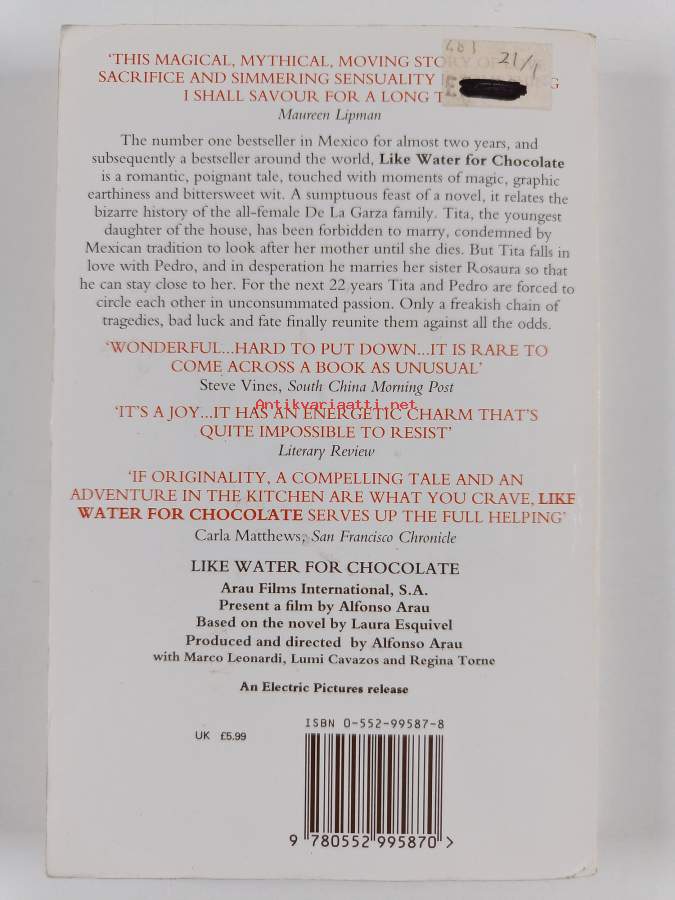 'THIS MAGICAL, MYTHICAL, MOVING STORY
SACRIFICE AND SIMMERING SENSUALITY
I SHALL SAVOUR FOR A LONG
Maureen Lipman
21/4
The number one bestseller in Mexico for almost two years, and
subsequently a bestseller around the world, Like Water for Chocolate
is a romantic, poignant tale, touched with moments of magic, graphic
earthiness and bittersweet wit. A sumptuous feast of a novel, it relates the
bizarre history of the all-female De La Garza family. Tita, the youngest
daughter of the house, has been forbidden to marry, condemned by
Mexican tradition to look after her mother until she dies. But Tita falls in
love with Pedro, and in desperation he marries her sister Rosaura so that
he can stay close to her. For the next 22 years Tita and Pedro are forced to
circle each other in unconsummated passion. Only a freakish chain of
tragedies, bad luck and fate finally reunite them against all the odds.
'WONDERFUL...HARD TO PUT DOWN...IT IS RARE TO
COME ACROSS A BOOK AS UNUSUAL'
Steve Vines, South China Morning Post
Antikvariaatti.net
'IT'S A JOY...IT HAS AN ENERGETIC CHARM THAT'S
QUITE IMPOSSIBLE TO RESIST'
Literary Review
'IF ORIGINALITY, A COMPELLING TALE AND AN
ADVENTURE IN THE KITCHEN ARE WHAT YOU CRAVE, LIKE
WATER FOR CHOCOLATE SERVES UP THE FULL HELPING'
Carla Matthews, San Francisco Chronicle
LIKE WATER FOR CHOCOLATE
Arau Films International, S.A.
Present a film by Alfonso Arau
Based on the novel by Laura Esquivel
Produced and directed by Alfonso Arau
with Marco Leonardi, Lumi Cavazos and Regina Torne
An Electric Pictures release
ISBN 0-552-99587-8
UK £5.99
9 780552 995870 >